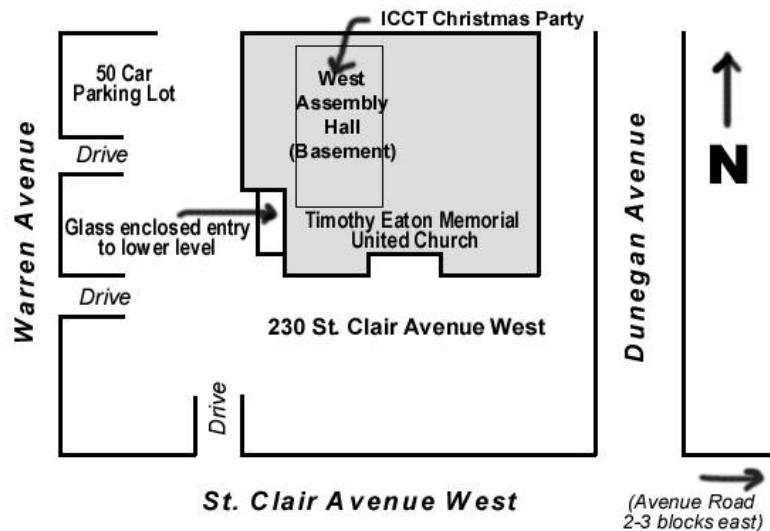 ICCT Christmas Party
50 Car
Parking Lot
West
Assembly
Hall
(Basement)
Drive
N
Warren Avenue
Glass enclosed entry
to lower level
Timothy Eaton Memorial
United Church
Dunegan Avenue
Drive
230 St. Clair Avenue West
Drive
St. Clair Avenue West
(Avenue Road
2-3 blocks east)